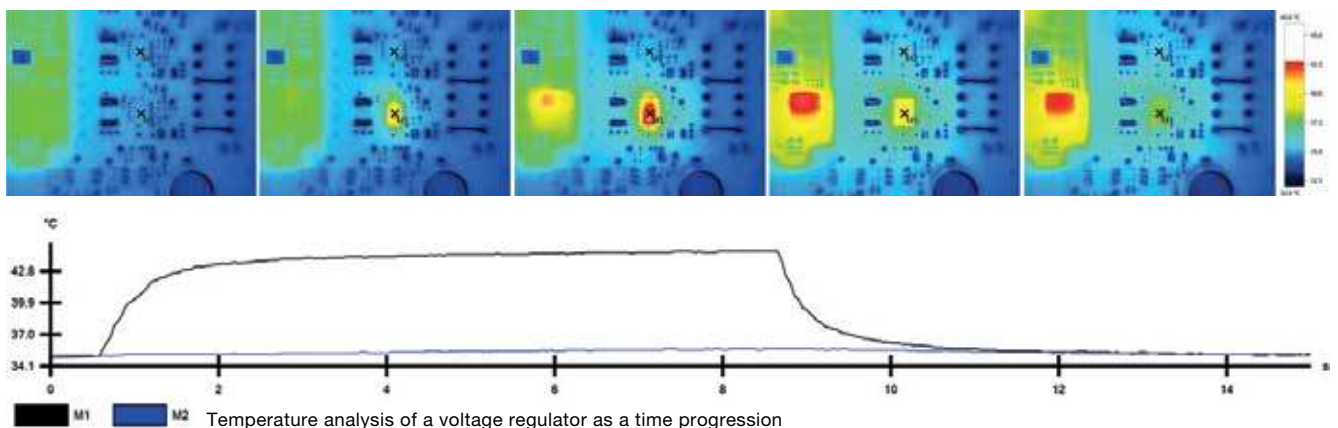 °C
42.8
39.9
37.0
34.1
0 2 4 6 8 10 12 14
M1 M2 Temperature analysis of a voltage regulator as a time progression